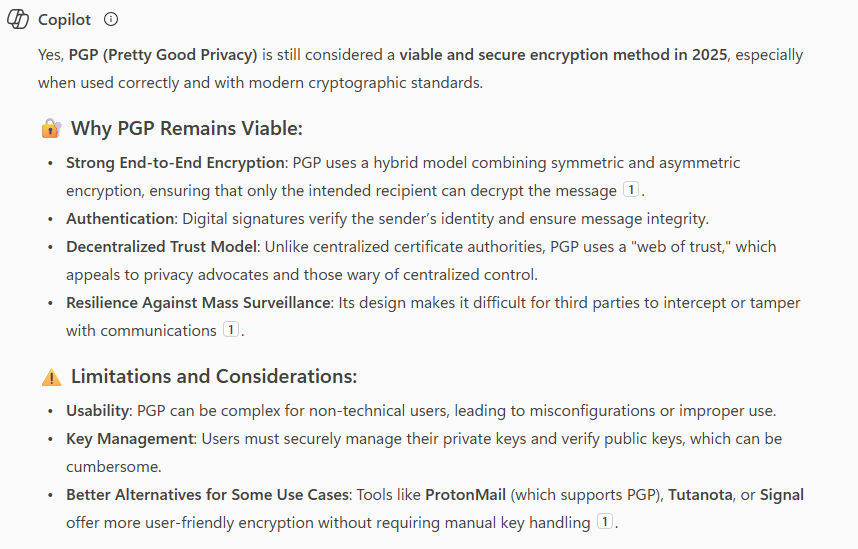 Copilot
Yes, PGP (Pretty Good Privacy) is still considered a viable and secure encryption method in 2025, especially
when used correctly and with modern cryptographic standards.
Why PGP Remains Viable:
• Strong End-to-End Encryption: PGP uses a hybrid model combining symmetric and asymmetric
encryption, ensuring that only the intended recipient can decrypt the message 1.
• Authentication: Digital signatures verify the sender's identity and ensure message integrity.
• Decentralized Trust Model: Unlike centralized certificate authorities, PGP uses a "web of trust," which
appeals to privacy advocates and those wary of centralized control.
• Resilience Against Mass Surveillance: Its design makes it difficult for third parties to intercept or tamper
with communications 1.
Limitations and Considerations:
• Usability: PGP can be complex for non-technical users, leading to misconfigurations or improper use.
• Key Management: Users must securely manage their private keys and verify public keys, which can be
cumbersome.
• Better Alternatives for Some Use Cases: Tools like ProtonMail (which supports PGP), Tutanota, or Signal
offer more user-friendly encryption without requiring manual key handling 1.